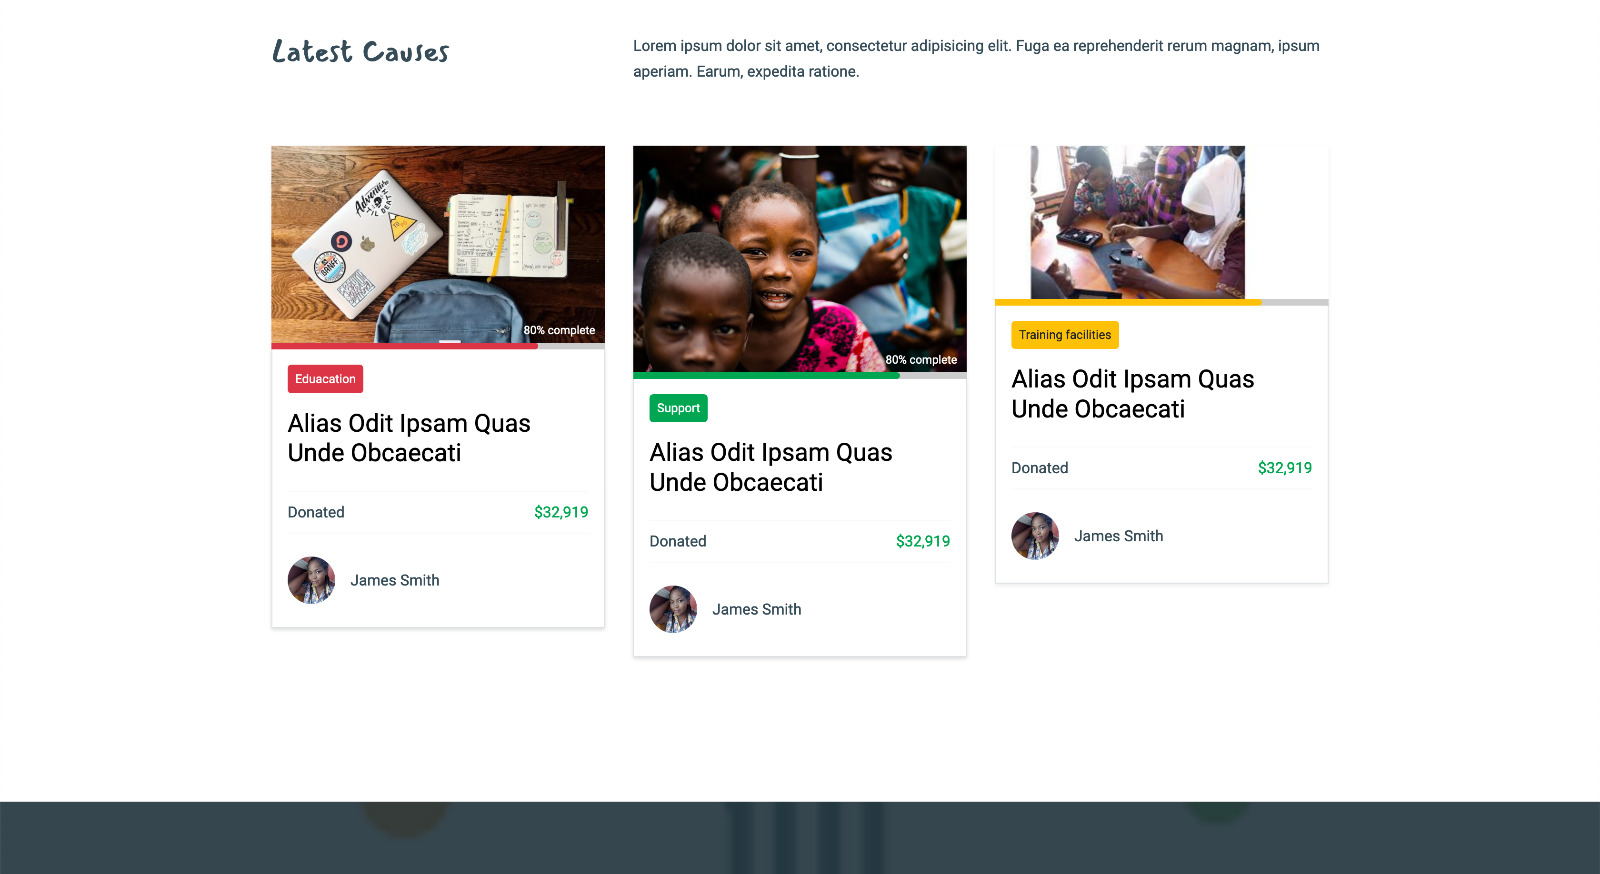 Latest Causes
Lorem ipsum dolor sit amet, consectetur adipisicing elit. Fuga ea reprehenderit rerum magnam, ipsum
aperiam. Earum, expedita ratione.
Adventure
'TIL DEATH
80% complete
Eduacation
Alias Odit Ipsam Quas
Unde Obcaecati
Donated
$32,919
James Smith
80% complete
Support
Alias Odit Ipsam Quas
Unde Obcaecati
Donated
$32,919
James Smith
Training facilities
Alias Odit Ipsam Quas
Unde Obcaecati
Donated
$32,919
James Smith